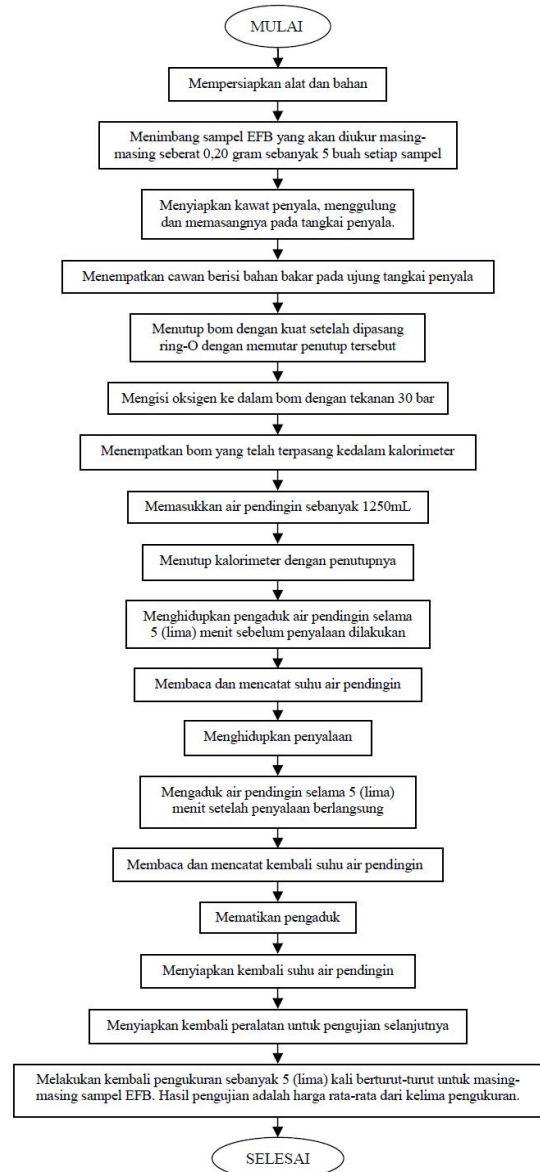 MULAI
Mempersiapkan alat dan bahan
Menimbang sampel EFB yang akan diukur masing-
masing seberat 0,20 gram sebanyak 5 buah setiap sampel
Menyiapkan kawat penyala, menggulung
dan memasangnya pada tangkai penyala.
Menempatkan cawan berisi bahan bakar pada ujung tangkai penyala
Menutup bom dengan kuat setelah dipasang
ring-O dengan memutar penutup tersebut
Mengisi oksigen ke dalam bom dengan tekanan 30 bar
Menempatkan bom yang telah terpasang kedalam kalorimeter
Memasukkan air pendingin sebanyak 1250mL
Menutup kalorimeter dengan penutupnya
Menghidupkan pengaduk air pendingin selama
5 (lima) menit sebelum penyalaan dilakukan
Membaca dan mencatat suhu air pendingin
Menghidupkan penyalaan
Mengaduk air pendingin selama 5 (lima)
menit setelah penyalaan berlangsung
Membaca dan mencatat kembali suhu air pendingin
Mematikan pengaduk
Menyiapkan kembali suhu air pendingin
Menyiapkan kembali peralatan untuk pengujian selanjutnya
Melakukan kembali pengukuran sebanyak 5 (lima) kali berturut-turut untuk masing-
masing sampel EFB. Hasil pengujian adalah harga rata-rata dari kelima pengukuran.
SELESAI